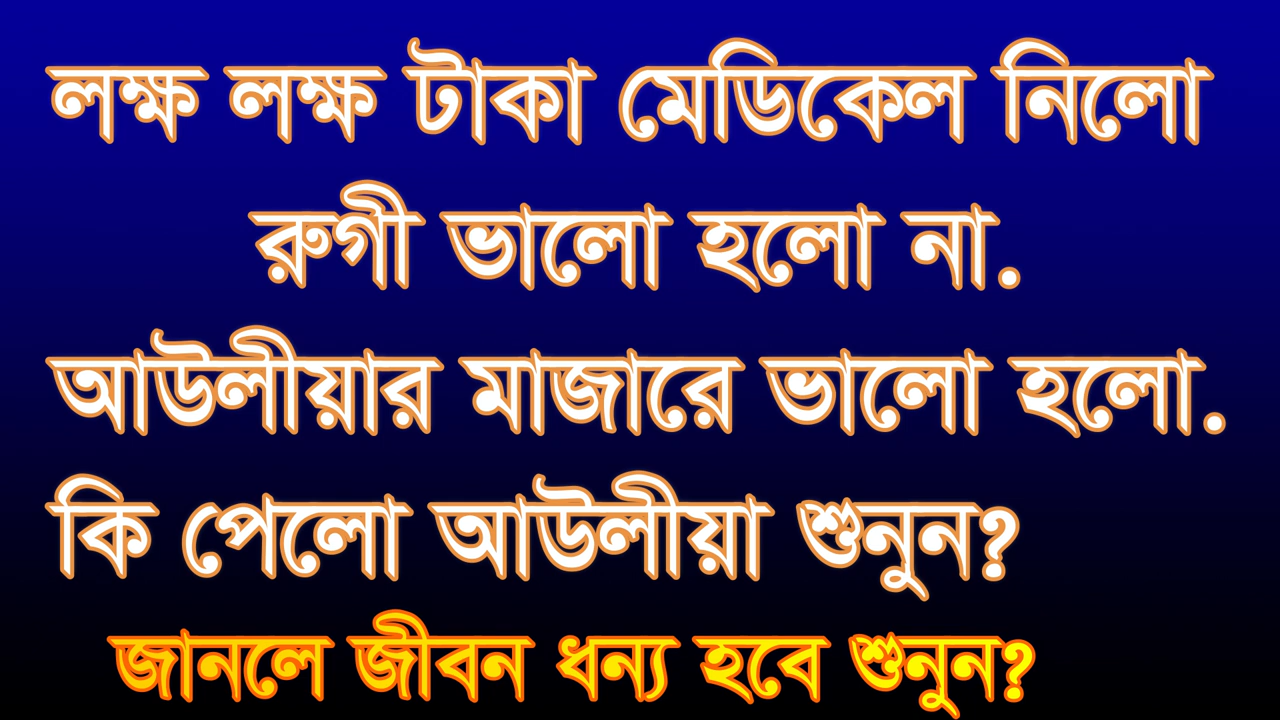 লক্ষ লক্ষ টাকা মেডিকেল নিলো
রুগী ভালো হলো না.
আউলীয়ার মাজারে ভালো হলো.
কি পেলো আউলীয়া শুনুন?
জানলে জীবন ধন্য হবে শুনুন?